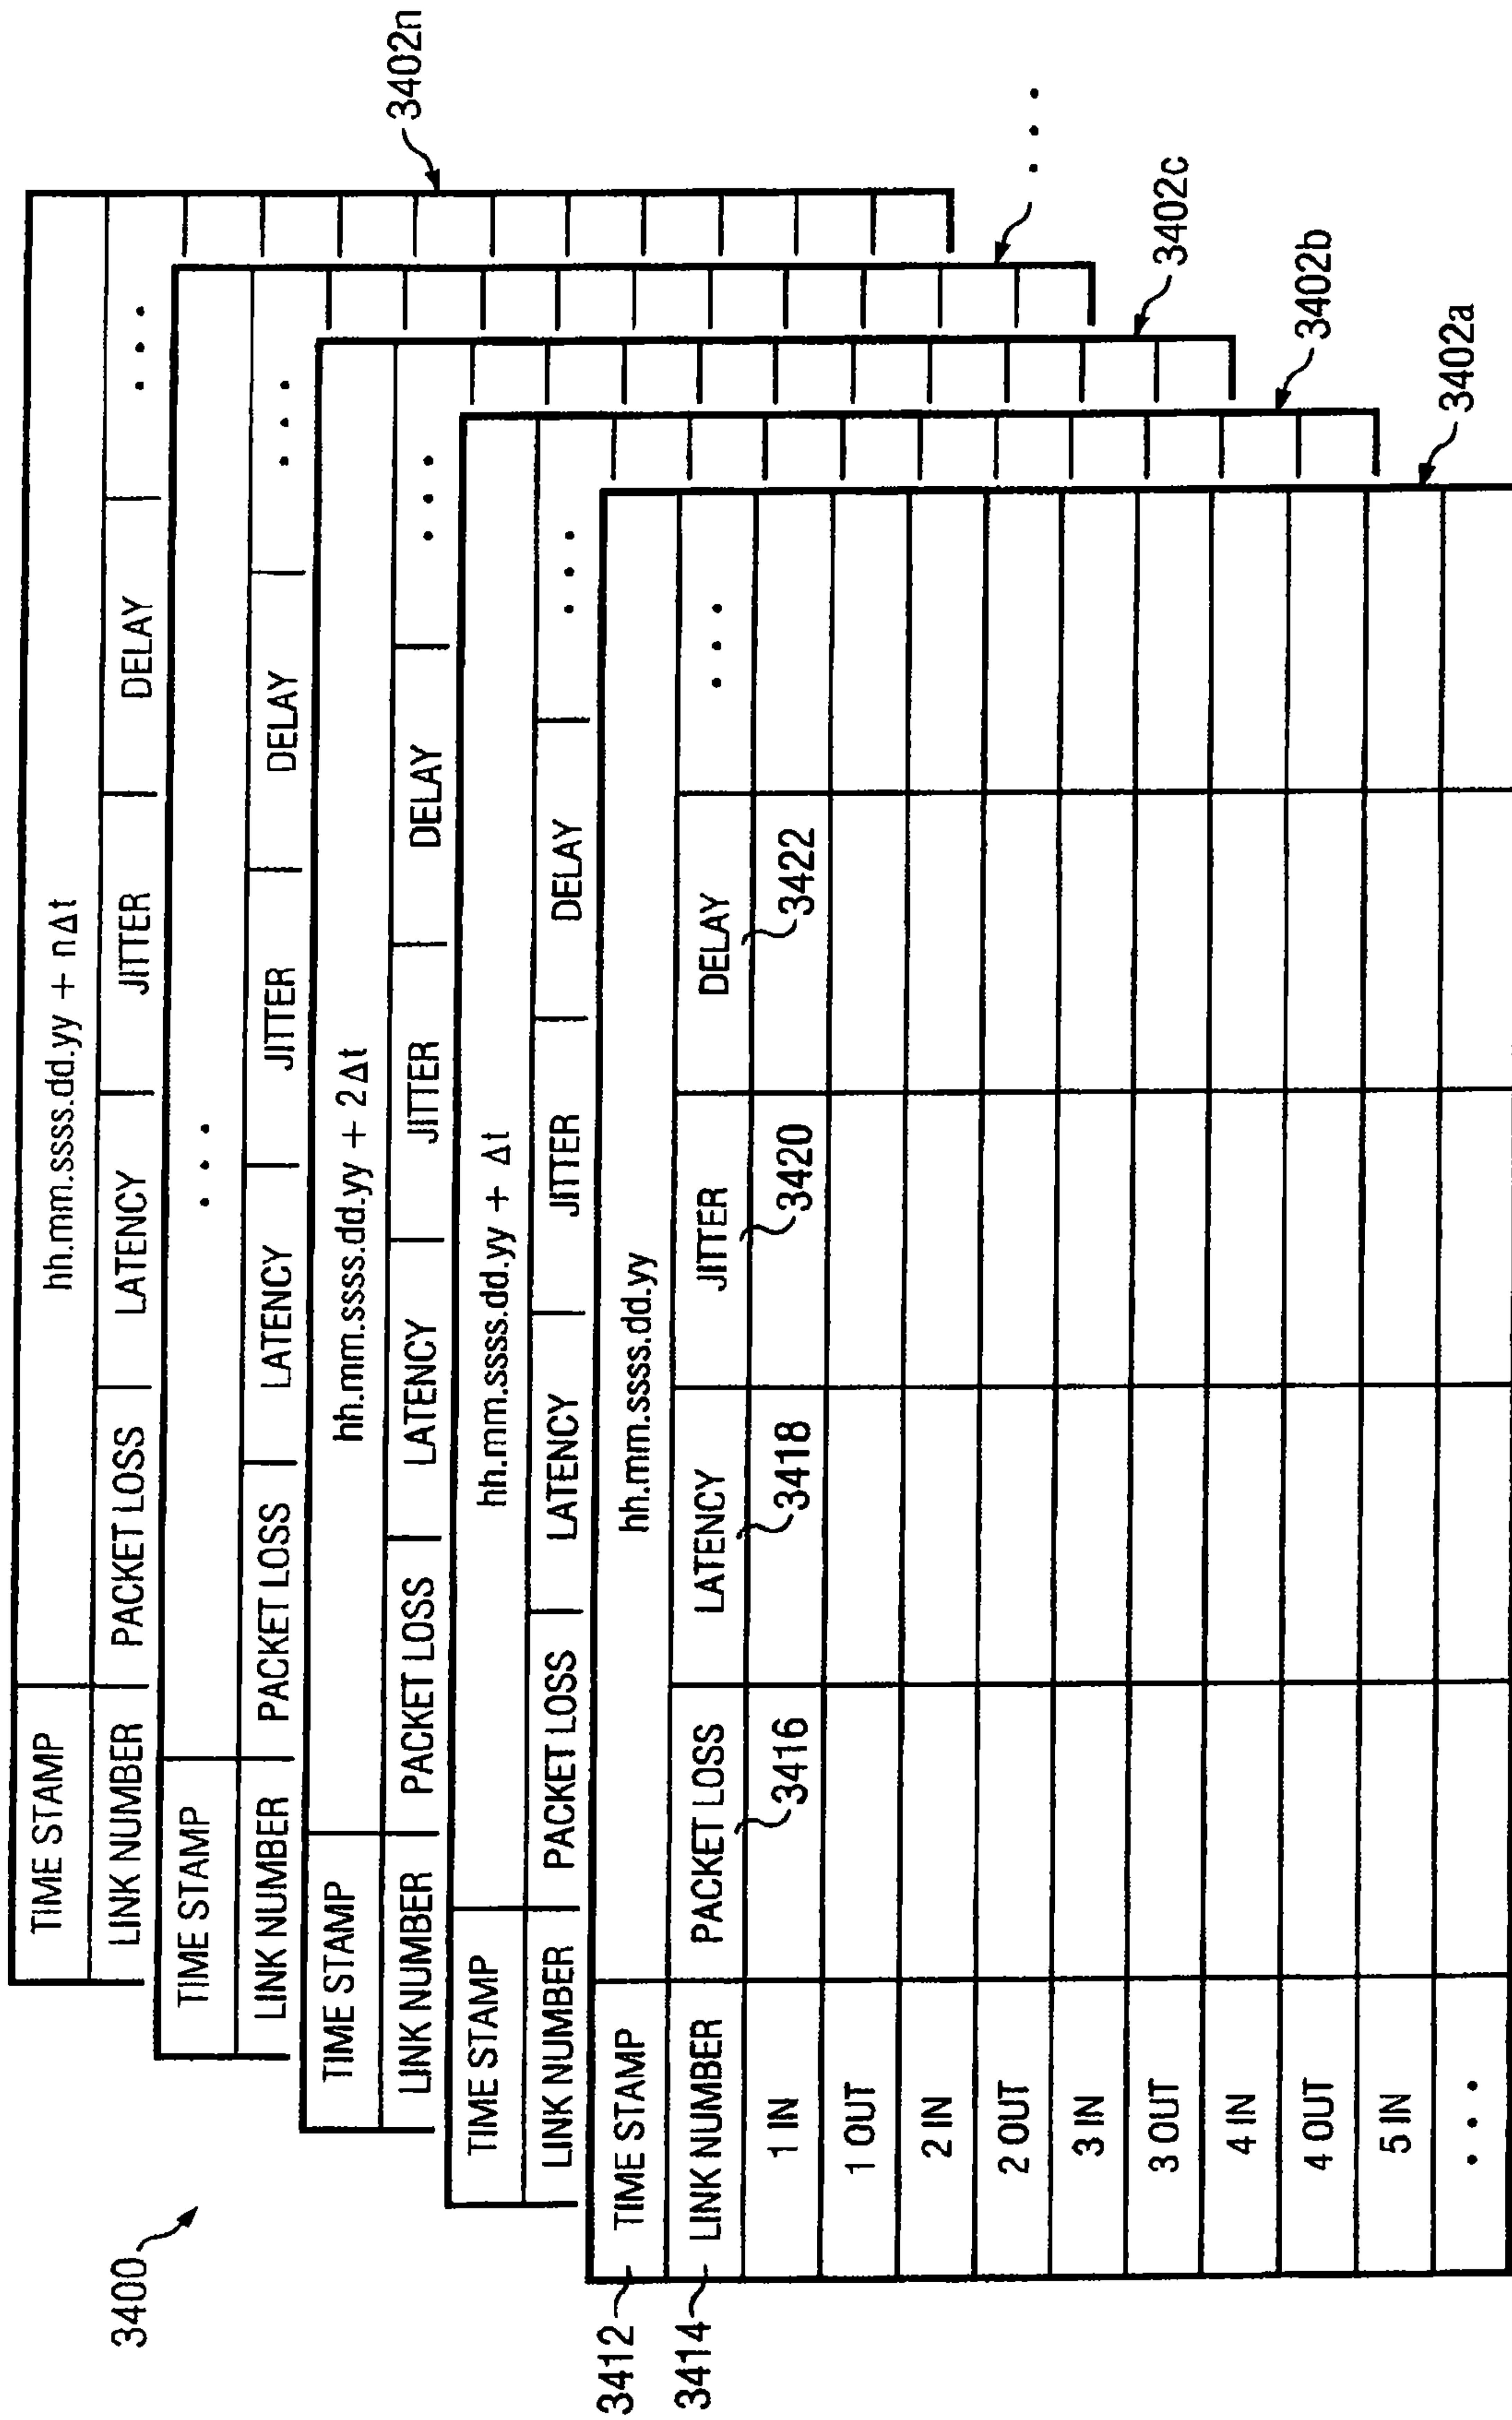 3400
TIME STAMP hh.mm.ssss.dd.yy + nΔt
LINK NUMBER PACKET LOSS LATENCY JITTER DELAY • • •
3402n
TIME STAMP • • •
LINK NUMBER PACKET LOSS LATENCY JITTER DELAY • • •
• • •
TIME STAMP hh.mm.ssss.dd.yy + 2Δt
LINK NUMBER PACKET LOSS LATENCY JITTER DELAY • • •
3402c
TIME STAMP hh.mm.ssss.dd.yy + Δt
LINK NUMBER PACKET LOSS LATENCY JITTER DELAY • • •
3402b
3412 TIME STAMP hh.mm.ssss.dd.yy
3414 LINK NUMBER PACKET LOSS LATENCY JITTER DELAY • • •
1 IN 3416 3418 3420 3422
1 OUT
2 IN
2 OUT
3 IN
3 OUT
4 IN
4 OUT
5 IN
3402a
• • •